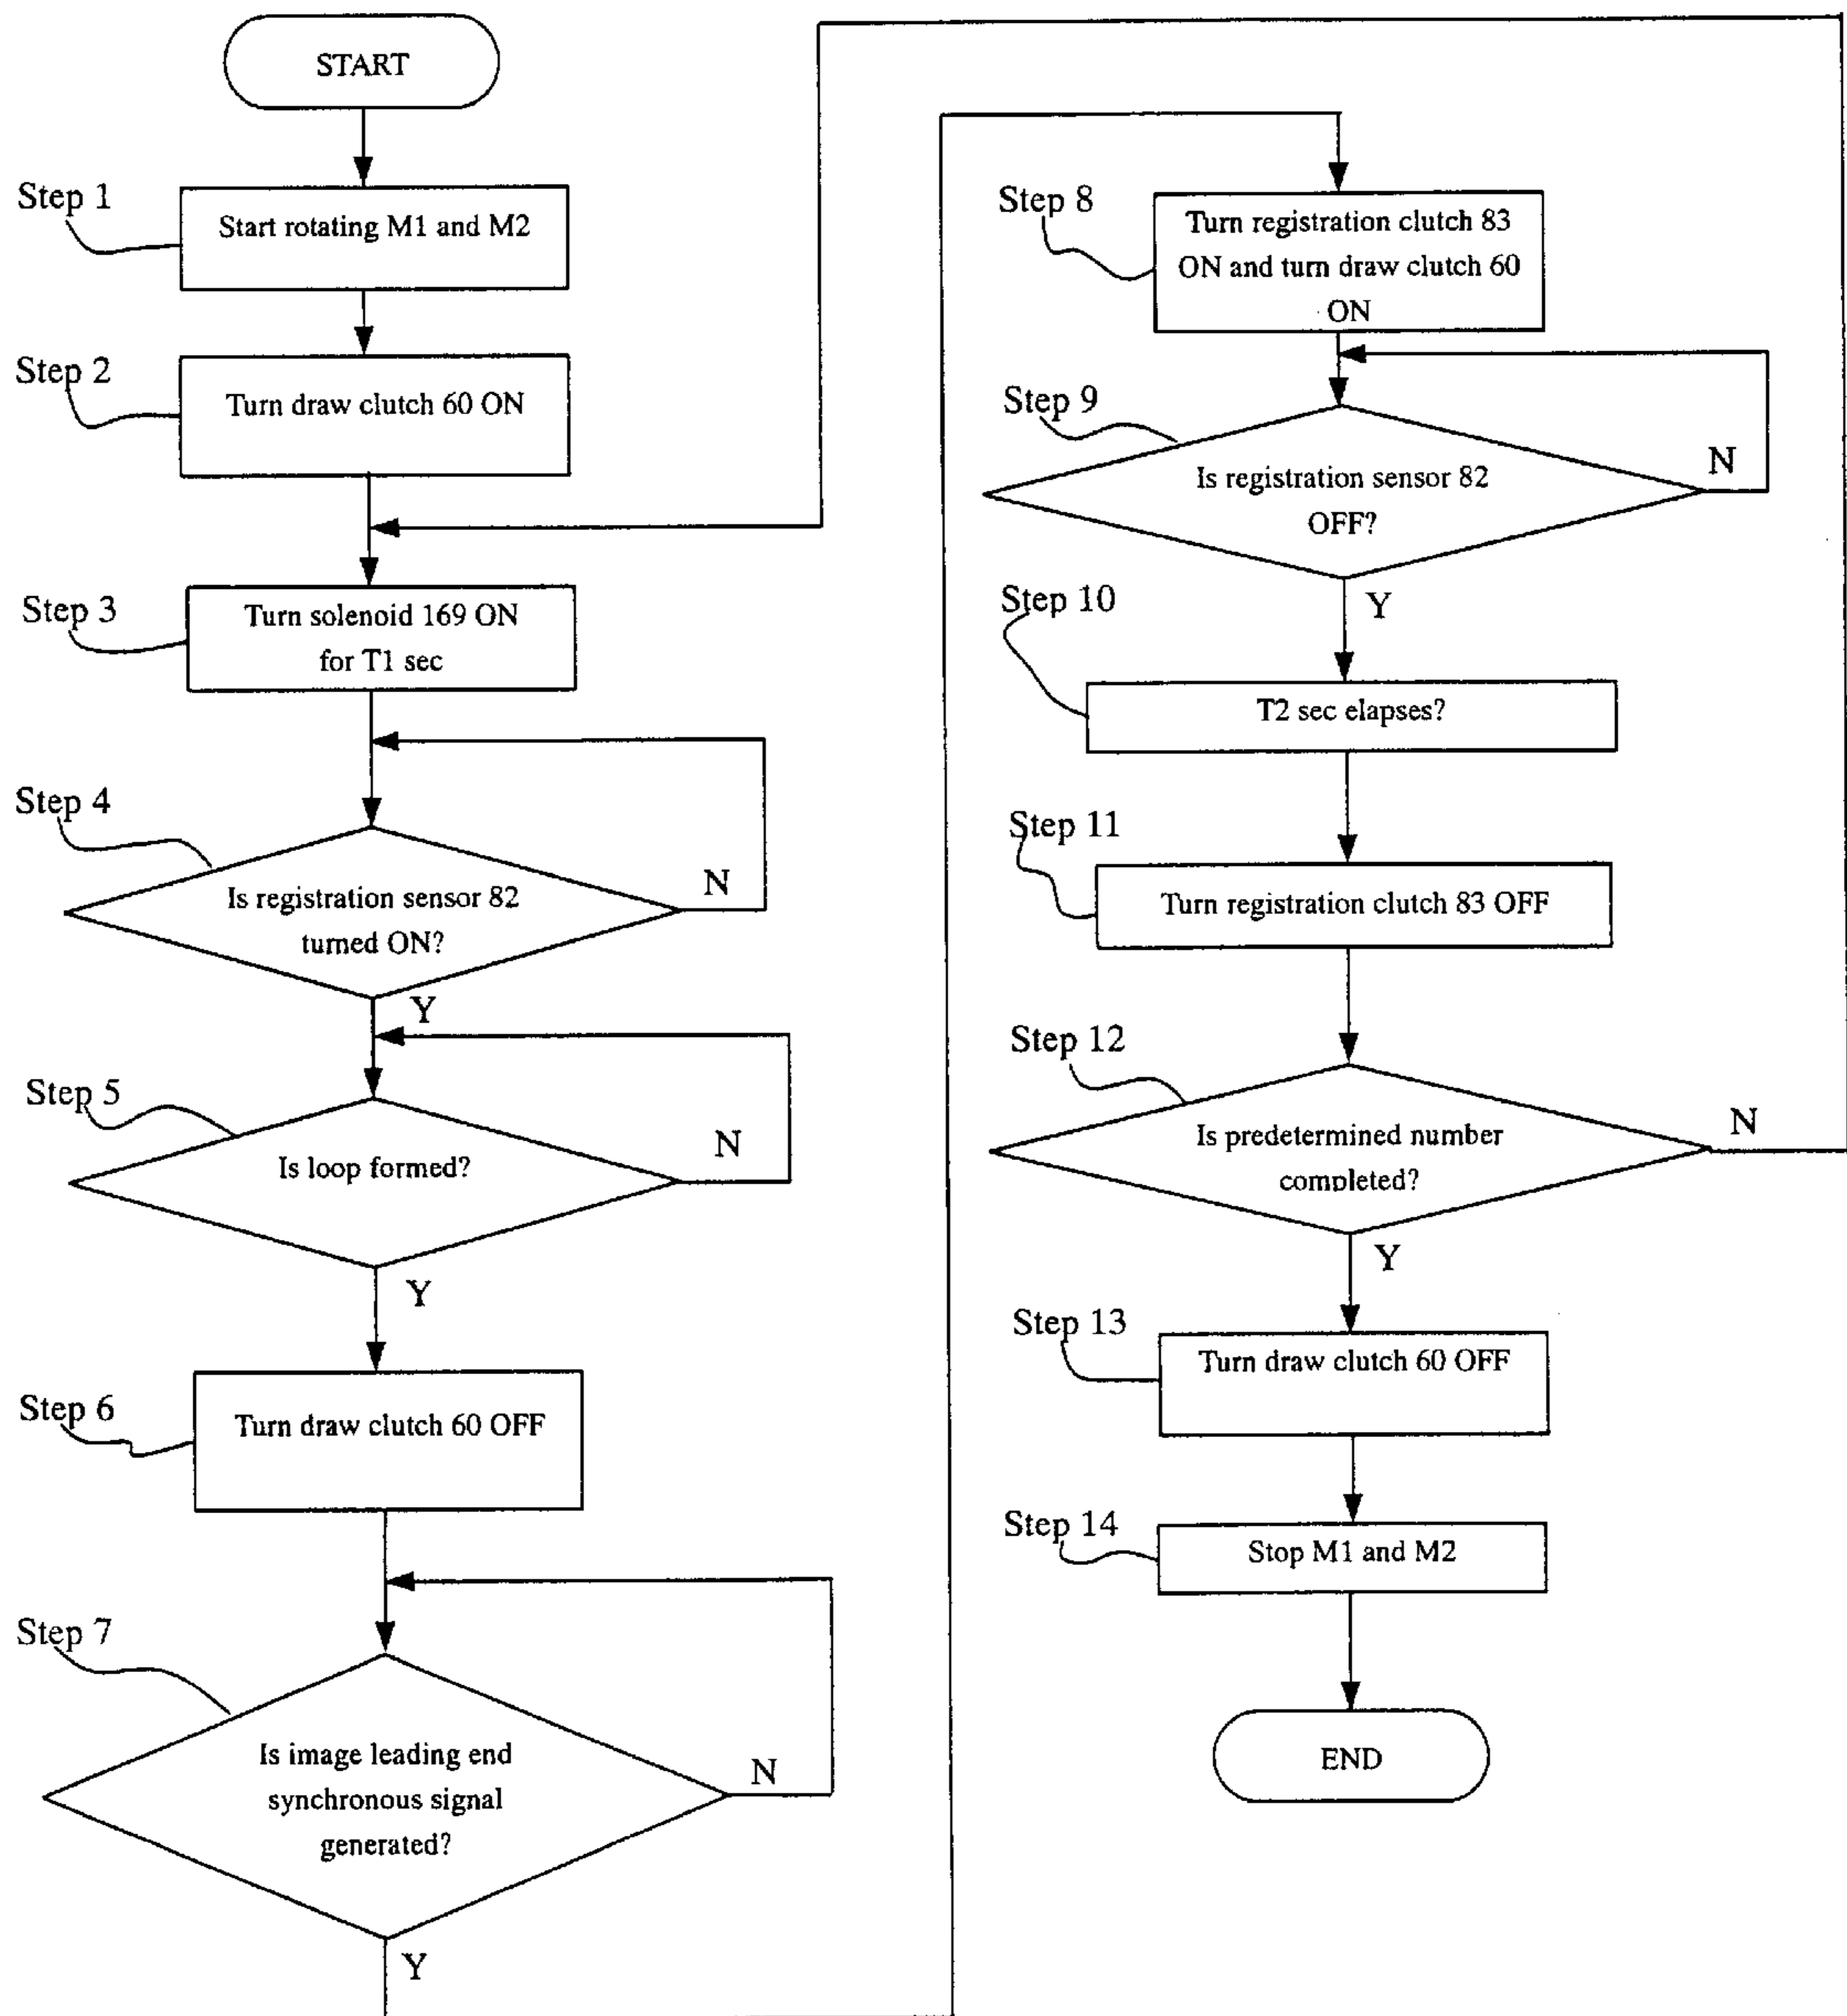 START
Step 1
Start rotating M1 and M2
Step 2
Turn draw clutch 60 ON
Step 3
Turn solenoid 169 ON
for T1 sec
Step 4
N
Is registration sensor 82
turned ON?
Y
Step 5
N
Is loop formed?
Y
Step 6
Turn draw clutch 60 OFF
Step 7
Is image leading end
N
synchronous signal
generated?
Y
Step 8
Turn registration clutch 83
ON and turn draw clutch 60
ON
Step 9
N
Is registration sensor 82
OFF?
Step 10
Y
T2 sec elapses?
Step 11
Turn registration clutch 83 OFF
Step 12
N
Is predetermined number
completed?
Y
Step 13
Turn draw clutch 60 OFF
Step 14
Stop M1 and M2
END